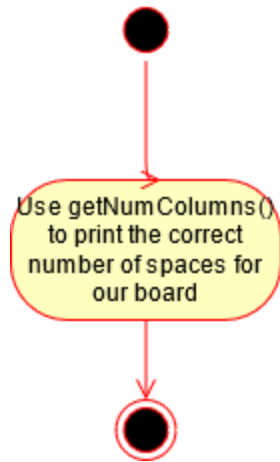 Use getNumColumns()
to print the correct
number of spaces for
our board